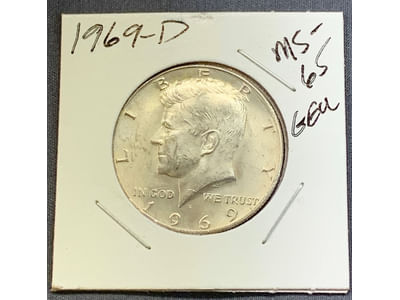 1969-D
MS-
65
GEM
LIBERTY
IN GOD WE TRUST
1969